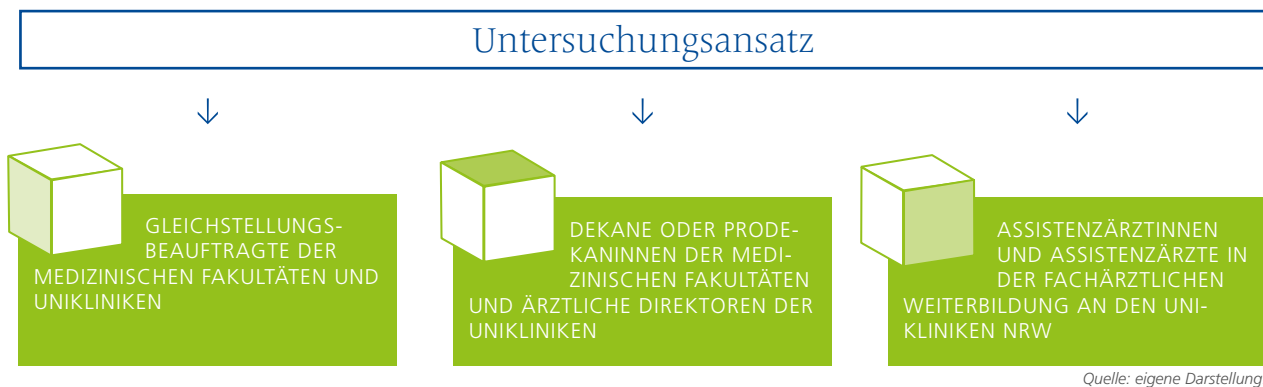 Untersuchungsansatz
GLEICHSTELLUNGS-
BEAUFTRAGTE DER
MEDIZINISCHEN FAKULTÄTEN UND
UNIKLINIKEN
DEKANE ODER PRODE-
KANINNEN DER MEDI-
ZINISCHEN FAKULTÄTEN
UND ÄRZTLICHE DIREKTOREN DER
UNIKLINIKEN
ASSISTENZÄRZTINNEN
UND ASSISTENZÄRZTE IN
DER FACHÄRZTLICHEN
WEITERBILDUNG AN DEN UNI-
KLINIKEN NRW
Quelle: eigene Darstellung